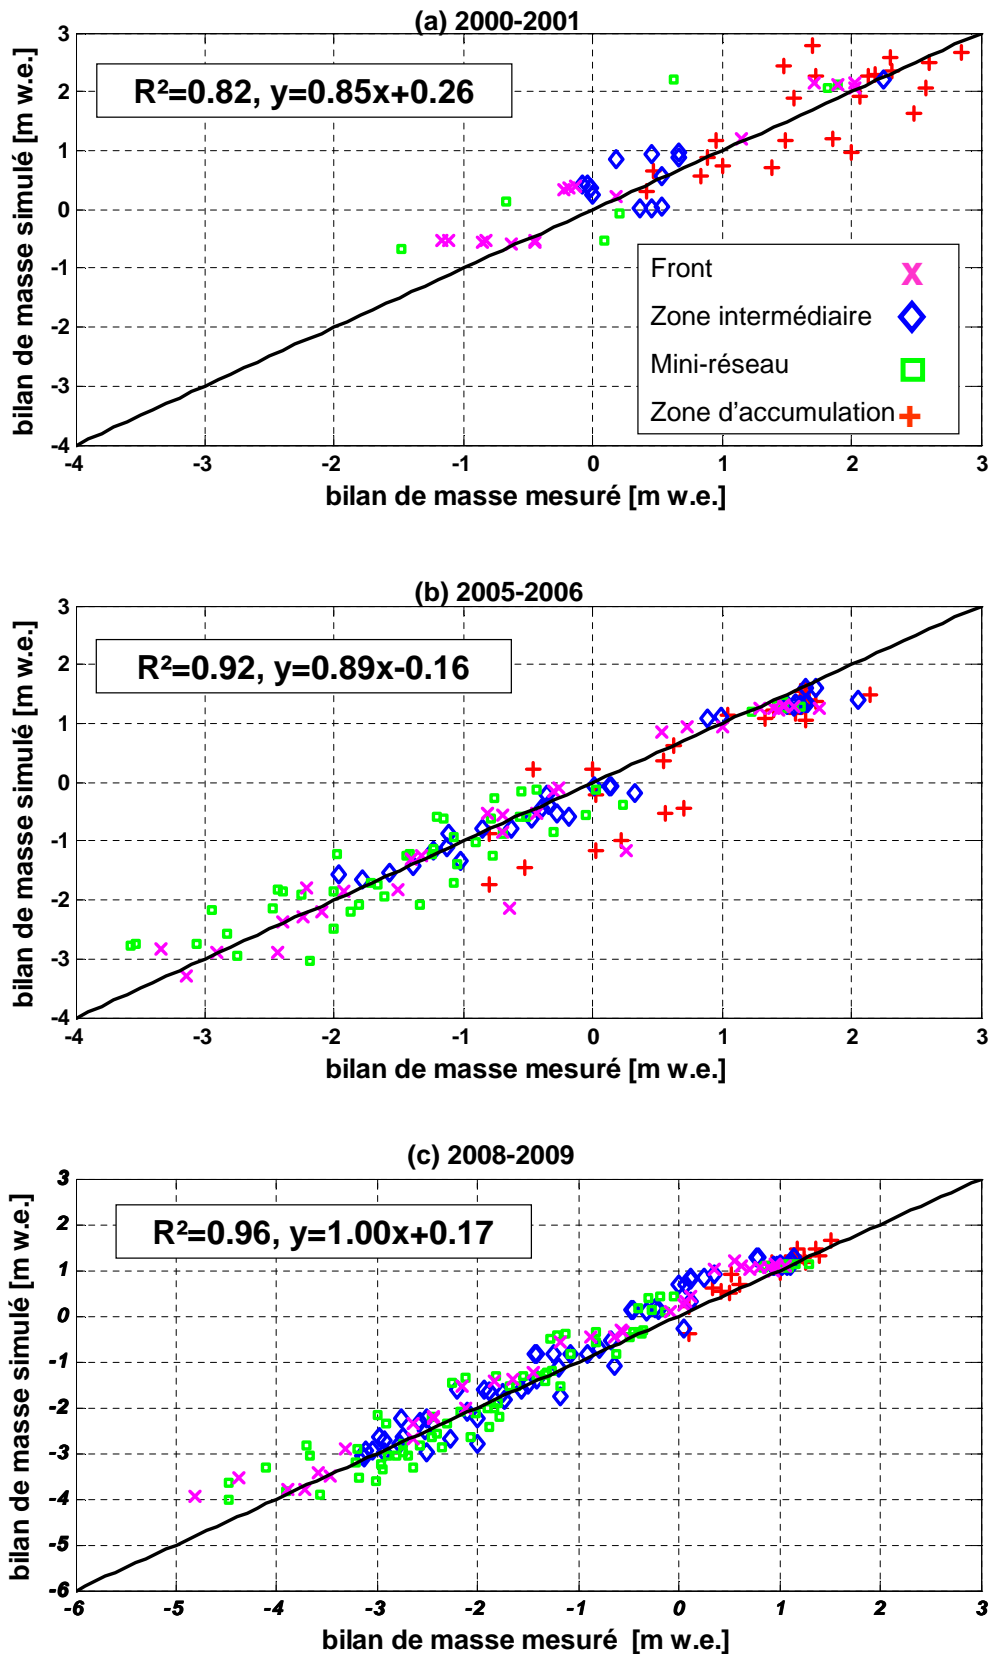 (a) 2000-2001
bilan de masse simulé [m w.e.]
3
2
1
0
-1
-2
-3
-4
R²=0.82, y=0.85x+0.26
Front
Zone intermédiaire
Mini-réseau
Zone d'accumulation
-4 -3 -2 -1 0 1 2 3
bilan de masse mesuré [m w.e.]
(b) 2005-2006
bilan de masse simulé [m w.e.]
3
2
1
0
-1
-2
-3
-4
R²=0.92, y=0.89x-0.16
-4 -3 -2 -1 0 1 2 3
bilan de masse mesuré [m w.e.]
(c) 2008-2009
bilan de masse simulé [m w.e.]
3
2
1
0
-1
-2
-3
-4
-5
-6
R²=0.96, y=1.00x+0.17
-6 -5 -4 -3 -2 -1 0 1 2 3
bilan de masse mesuré [m w.e.]